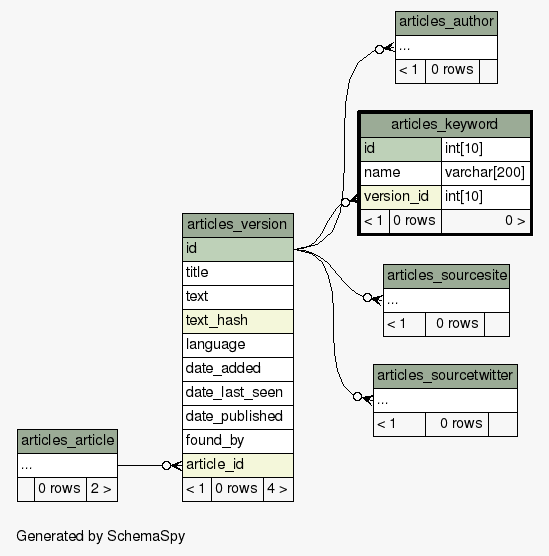 articles_author
...
< 1 0 rows
articles_keyword
id int[10]
name varchar[200]
version_id int[10]
< 1 0 rows 0 >
articles_version
id
title
text
text_hash
language
date_added
date_last_seen
date_published
found_by
article_id
< 1 0 rows 4 >
articles_sourcesite
...
< 1 0 rows
articles_sourcetwitter
...
< 1 0 rows
articles_article
...
0 rows 2 >
Generated by SchemaSpy